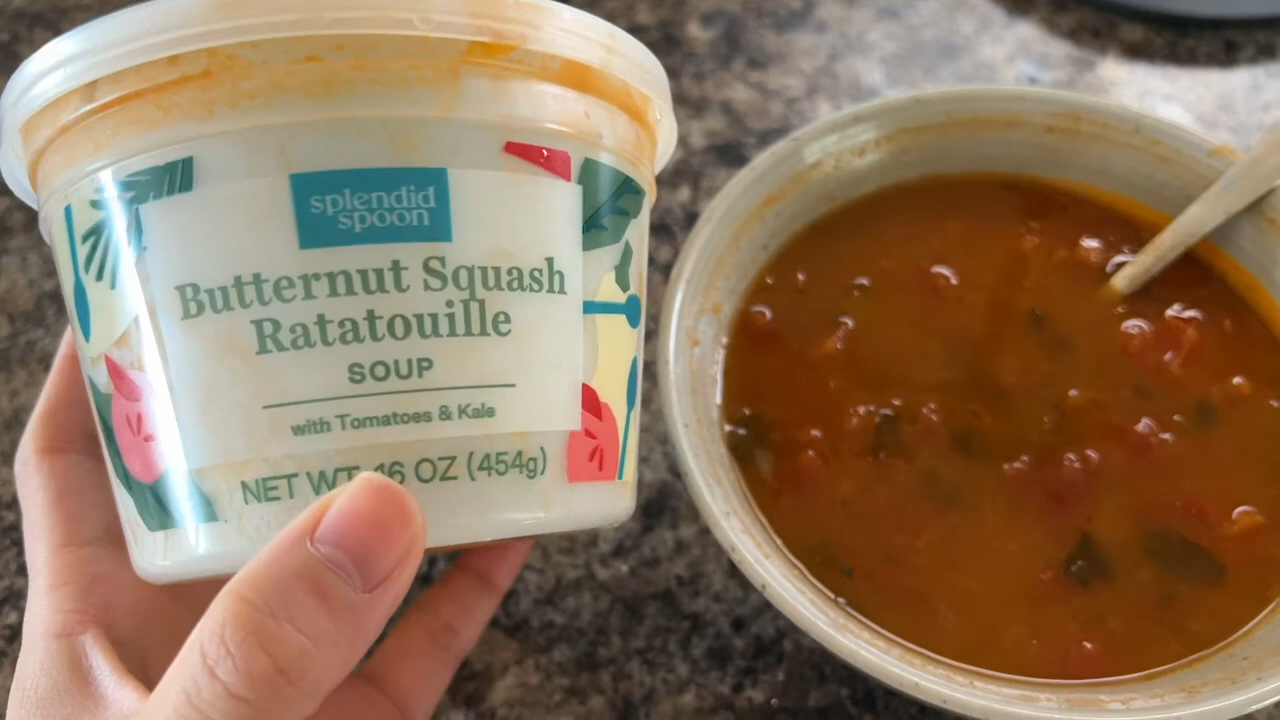 splendid
spoon
Butternut Squash
Ratatouille
SOUP
with Tomatoes & Kale
NET WT. 16 OZ (454g)